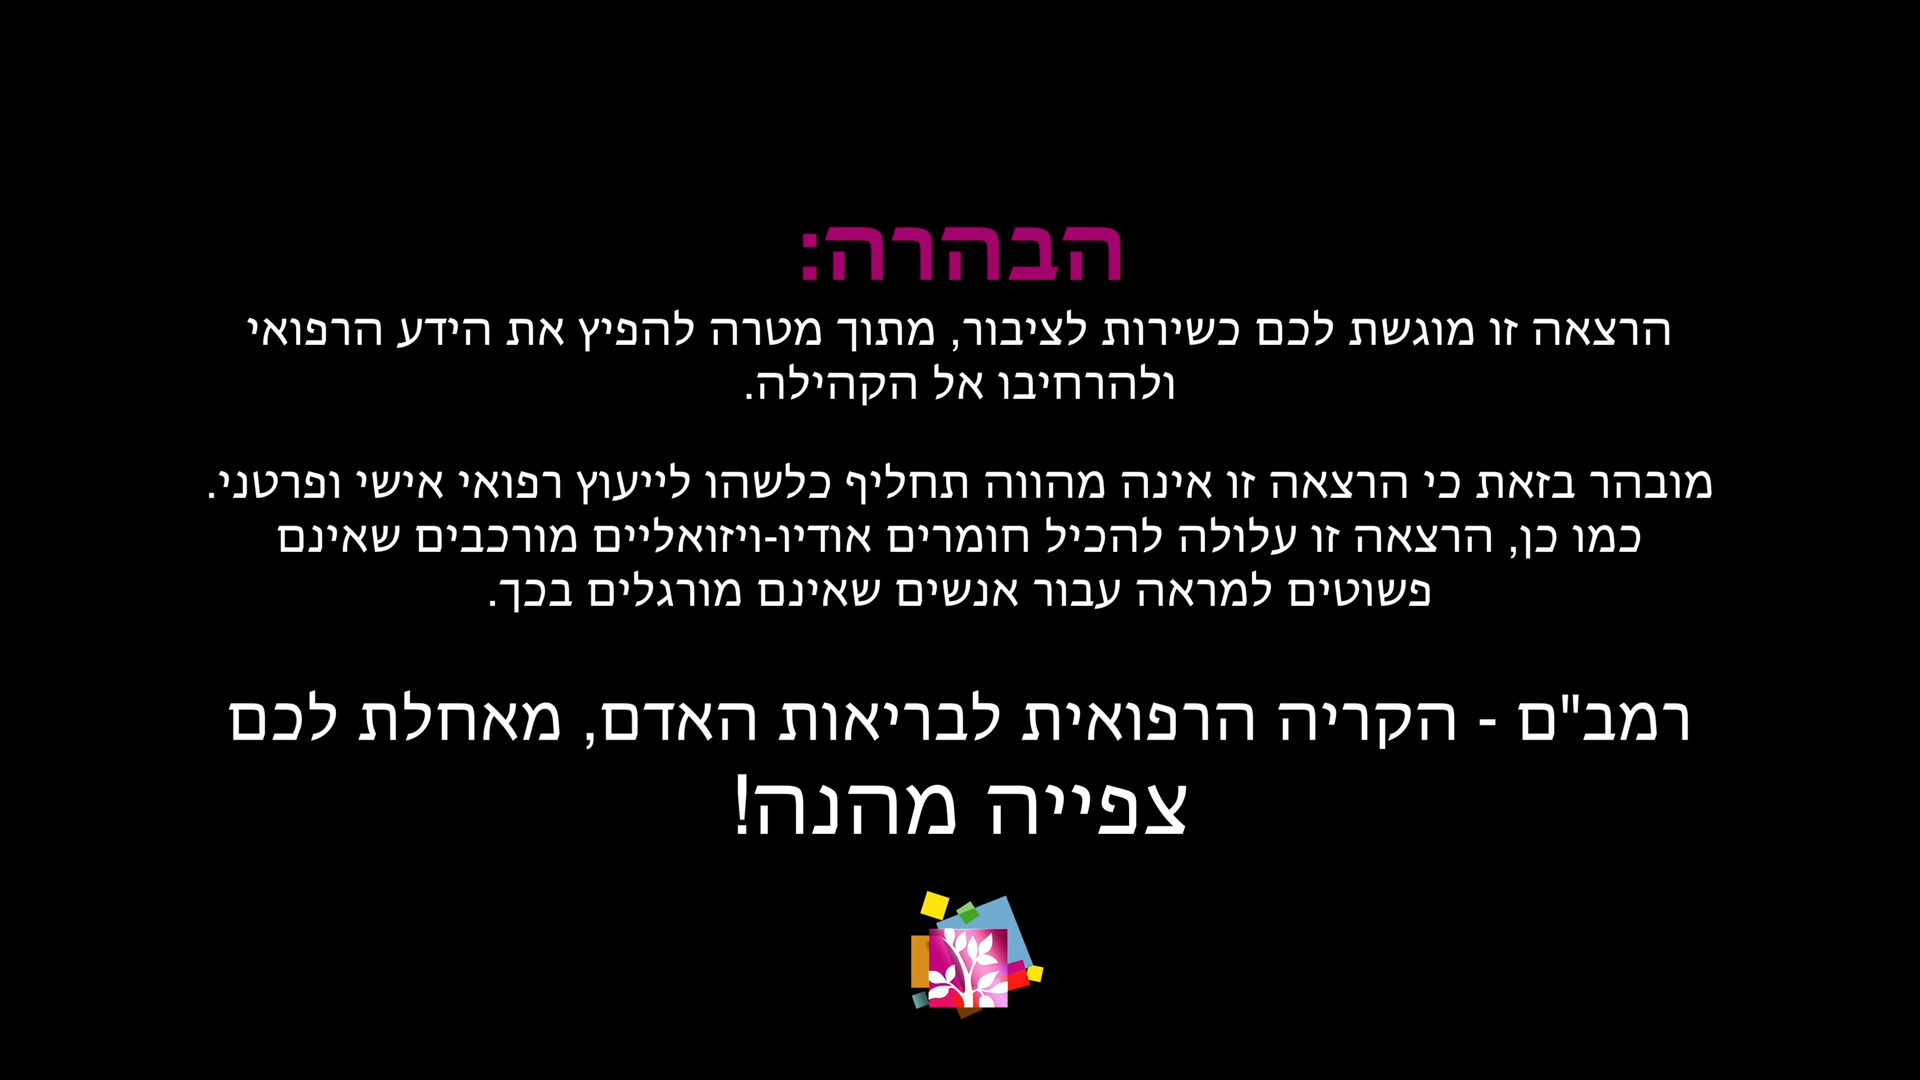 הבהרה:
הרצאה זו מוגשת לכם כשירות לציבור, מתוך מטרה להפיץ את הידע הרפואי
ולהרחיבו אל הקהילה.
מובהר בזאת כי הרצאה זו אינה מהווה תחליף כלשהו לייעוץ רפואי אישי ופרטני.
כמו כן, הרצאה זו עלולה להכיל חומרים אודיו-ויזואליים מורכבים שאינם
פשוטים למראה עבור אנשים שאינם מורגלים בכך.
רמב"ם - הקריה הרפואית לבריאות האדם, מאחלת לכם
צפייה מהנה!